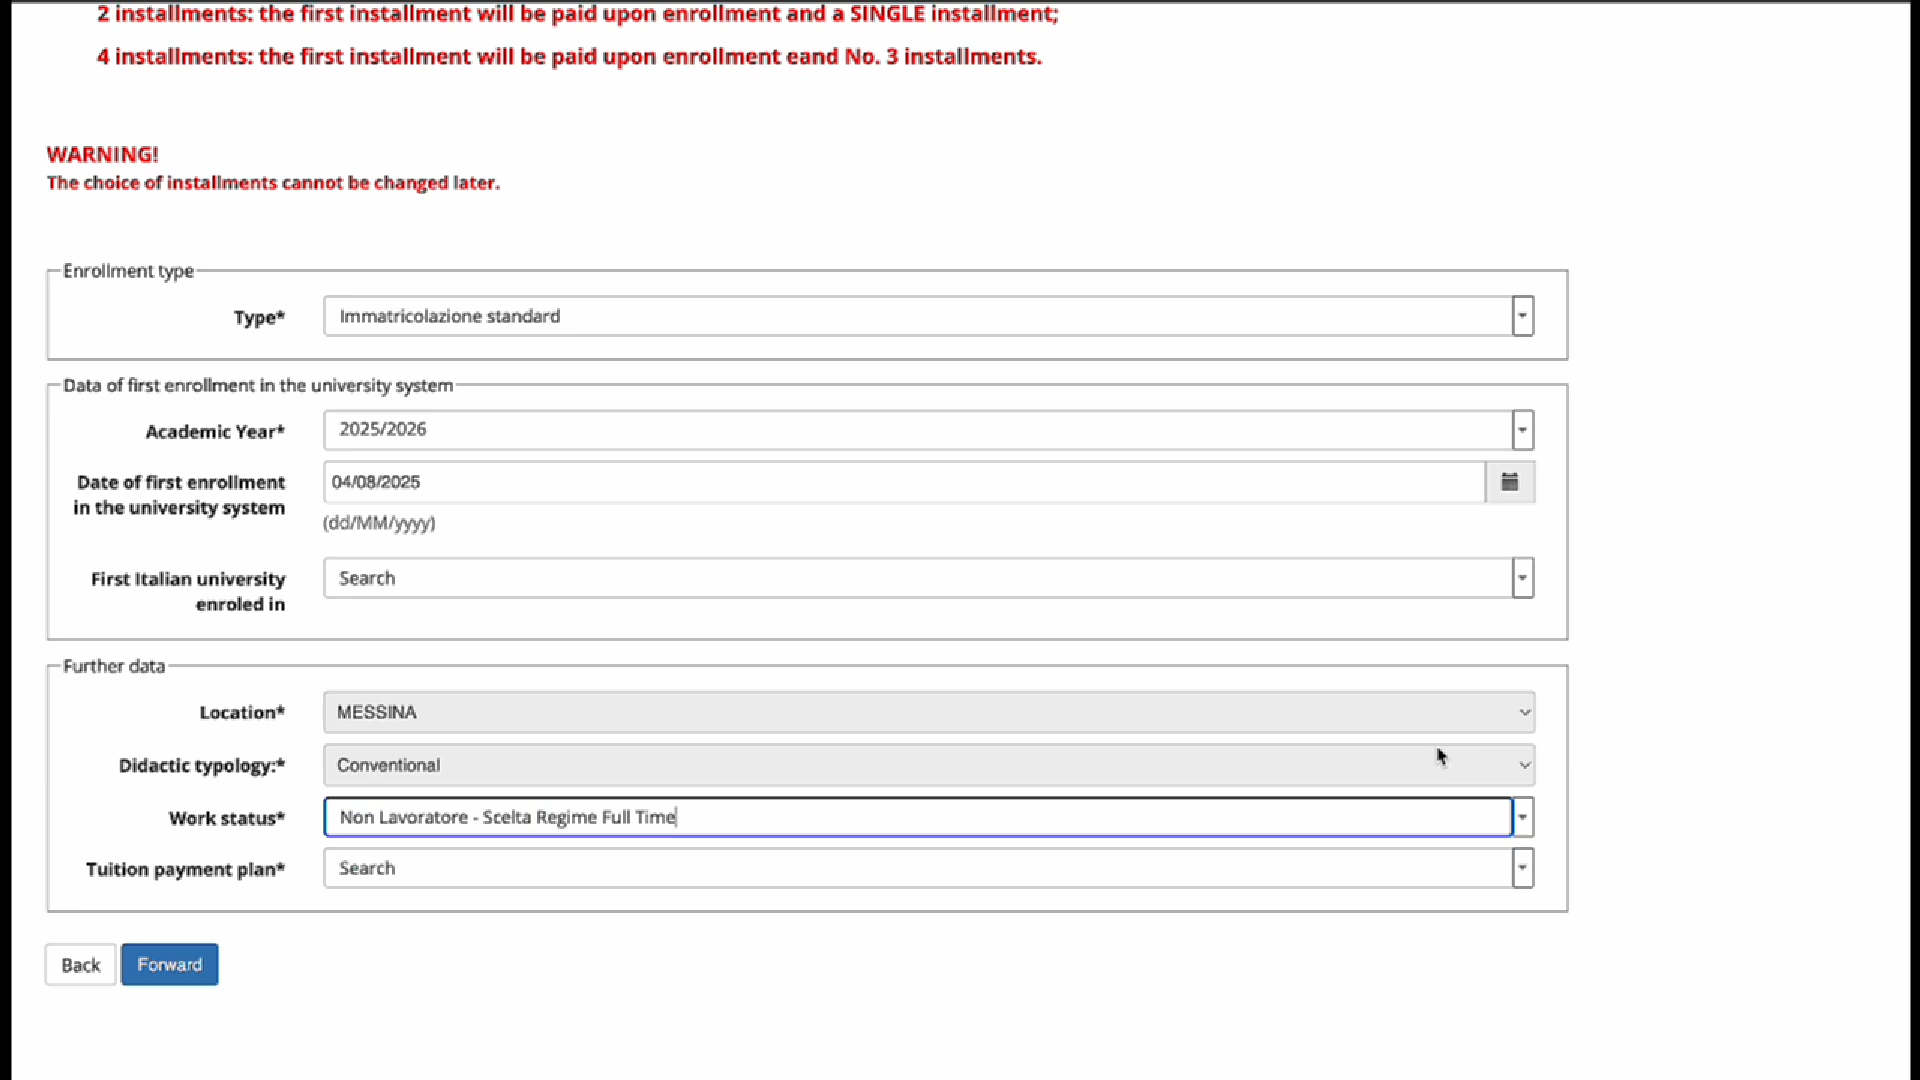 2 installments: the first installment will be paid upon enrollment and a SINGLE installment;
4 installments: the first installment will be paid upon enrollment eand No. 3 installments.
WARNING!
The choice of installments cannot be changed later.
Enrollment type
Type* Immatricolazione standard
Data of first enrollment in the university system
Academic Year* 2025/2026
Date of first enrollment
in the university system
04/08/2025
(dd/MM/yyyy)
First Italian university
enroled in
Search
Further data
Location* MESSINA
Didactic typology:* Conventional
Work status* Non Lavoratore - Scelta Regime Full Time
Tuition payment plan* Search
Back Forward